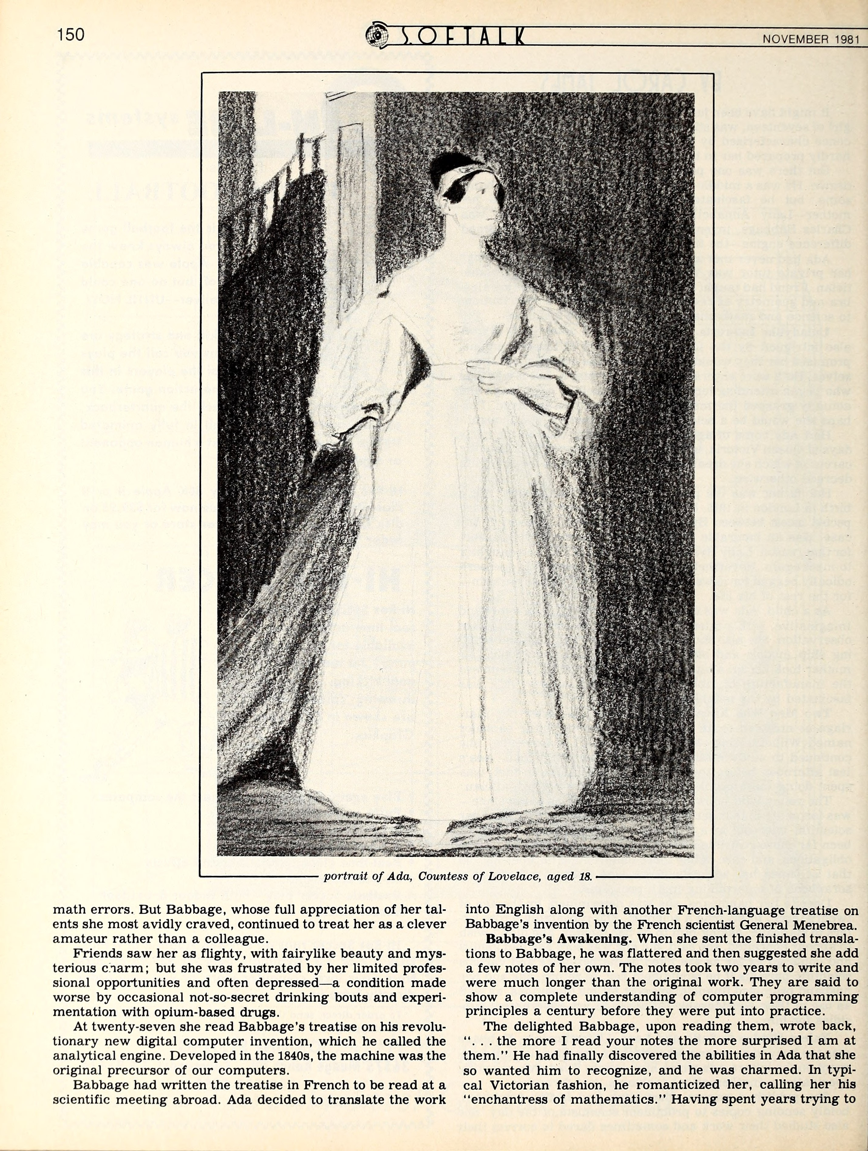 150
SOFTALK
NOVEMBER 1981
portrait of Ada, Countess of Lovelace, aged 18.
math errors. But Babbage, whose full appreciation of her tal-
ents she most avidly craved, continued to treat her as a clever
amateur rather than a colleague.
Friends saw her as flighty, with fairylike beauty and mys-
terious charm; but she was frustrated by her limited profes-
sional opportunities and often depressed—a condition made
worse by occasional not-so-secret drinking bouts and experi-
mentation with opium-based drugs.
At twenty-seven she read Babbage's treatise on his revolu-
tionary new digital computer invention, which he called the
analytical engine. Developed in the 1840s, the machine was the
original precursor of our computers.
Babbage had written the treatise in French to be read at a
scientific meeting abroad. Ada decided to translate the work
into English along with another French-language treatise on
Babbage's invention by the French scientist General Menebrea.
Babbage's Awakening. When she sent the finished transla-
tions to Babbage, he was flattered and then suggested she add
a few notes of her own. The notes took two years to write and
were much longer than the original work. They are said to
show a complete understanding of computer programming
principles a century before they were put into practice.
The delighted Babbage, upon reading them, wrote back,
". . . the more I read your notes the more surprised I am at
them." He had finally discovered the abilities in Ada that she
so wanted him to recognize, and he was charmed. In typi-
cal Victorian fashion, he romanticized her, calling her his
"enchantress of mathematics." Having spent years trying to